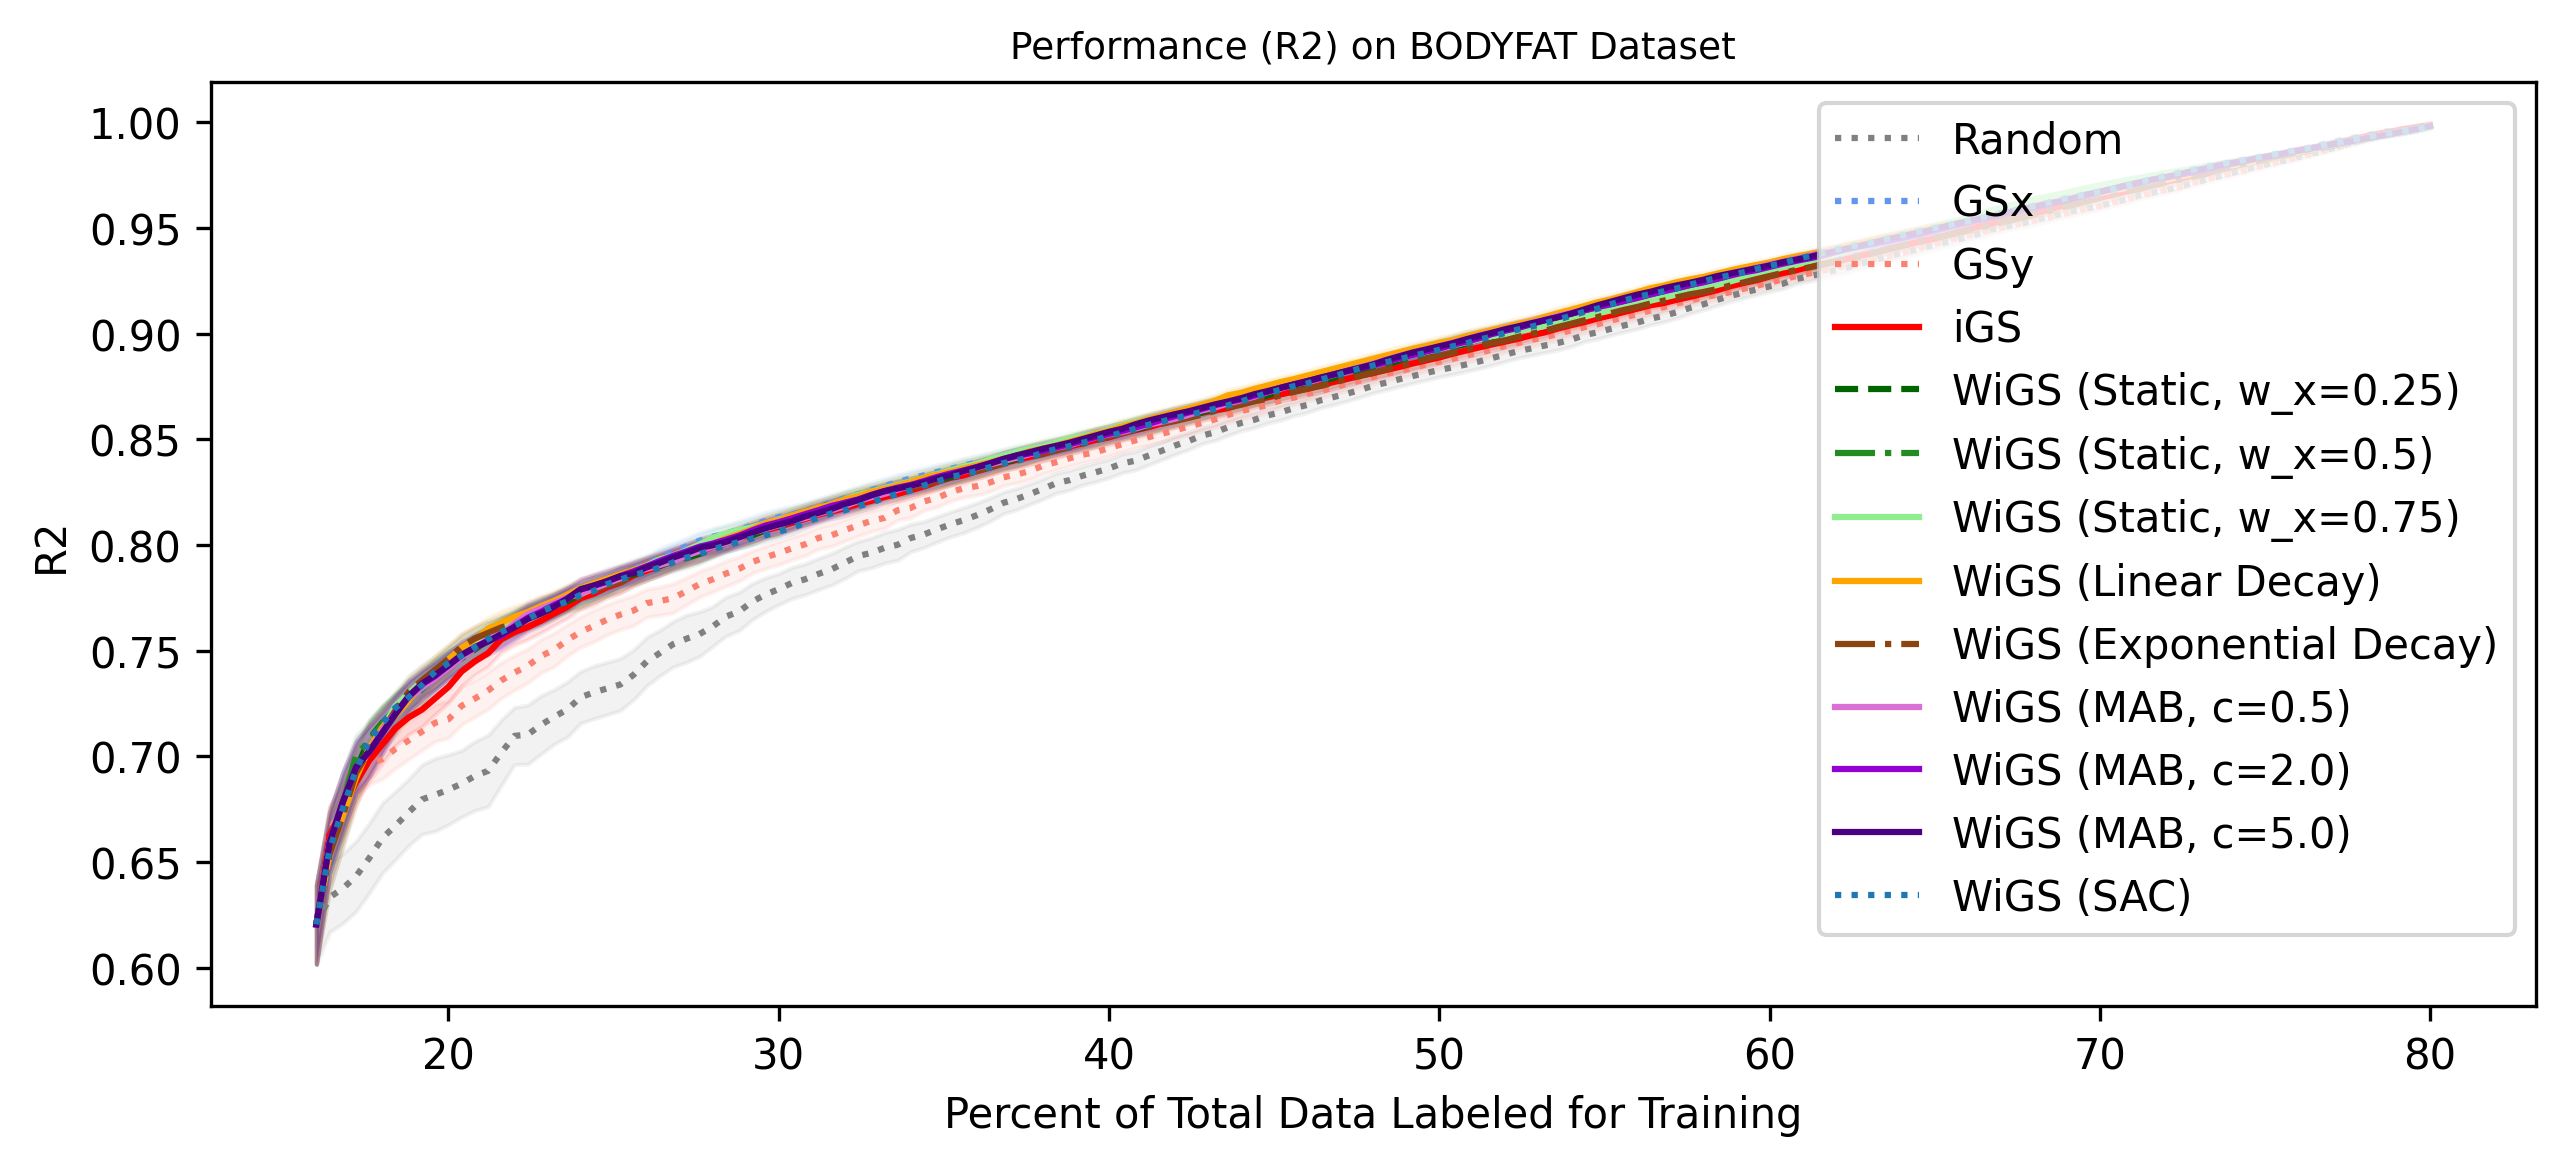 Performance (R2) on BODYFAT Dataset
R2
1.00
0.95
0.90
0.85
0.80
0.75
0.70
0.65
0.60
20 30 40 50 60 70 80
Percent of Total Data Labeled for Training
Random
GSx
GSy
iGS
WiGS (Static, w_x=0.25)
WiGS (Static, w_x=0.5)
WiGS (Static, w_x=0.75)
WiGS (Linear Decay)
WiGS (Exponential Decay)
WiGS (MAB, c=0.5)
WiGS (MAB, c=2.0)
WiGS (MAB, c=5.0)
WiGS (SAC)